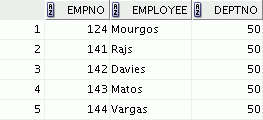 EMPNO EMPLOYEE DEPTNO
1 124 Mourgos 50
2 141 Rajs 50
3 142 Davies 50
4 143 Matos 50
5 144 Vargas 50